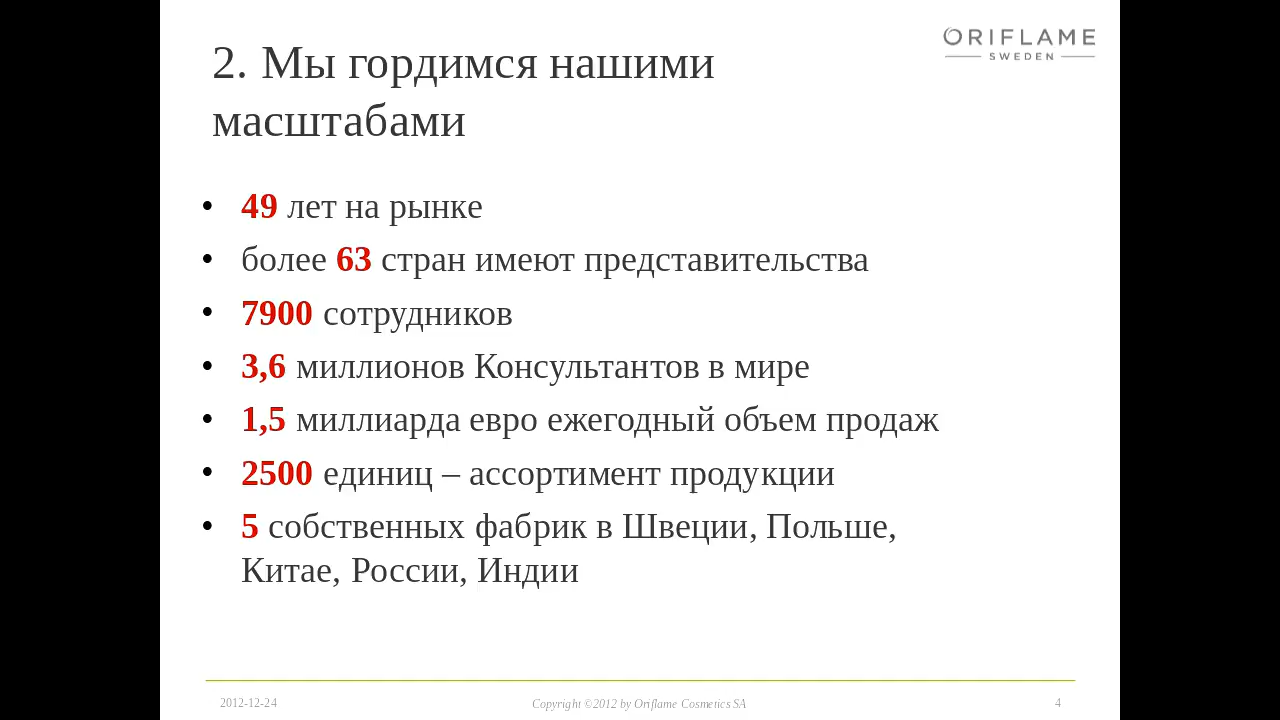 ORIFLAME
SWEDEN
2. Мы гордимся нашими
масштабами
• 49 лет на рынке
• более 63 стран имеют представительства
• 7900 сотрудников
• 3,6 миллионов Консультантов в мире
• 1,5 миллиарда евро ежегодный объем продаж
• 2500 единиц – ассортимент продукции
• 5 собственных фабрик в Швеции, Польше,
Китае, России, Индии
2012-12-24 Copyright ©2012 by Oriflame Cosmetics SA 4